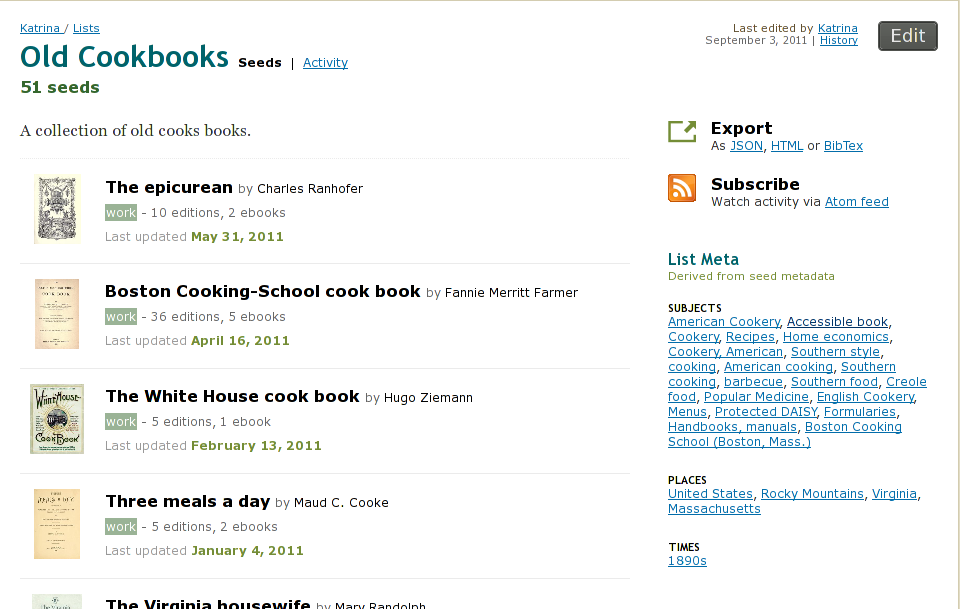 Katrina / Lists
Old Cookbooks Seeds | Activity
51 seeds
Last edited by Katrina
September 3, 2011 | History
Edit
A collection of old cooks books.
The epicurean by Charles Ranhofer
work - 10 editions, 2 ebooks
Last updated May 31, 2011
Boston Cooking-School cook book by Fannie Merritt Farmer
work - 36 editions, 5 ebooks
Last updated April 16, 2011
White House
Cook Book
The White House cook book by Hugo Ziemann
work - 5 editions, 1 ebook
Last updated February 13, 2011
Three meals a day by Maud C. Cooke
work - 5 editions, 2 ebooks
Last updated January 4, 2011
The Virginia housewife by Mary Randolph
Export
As JSON, HTML or BibTex
Subscribe
Watch activity via Atom feed
List Meta
Derived from seed metadata
SUBJECTS
American Cookery, Accessible book,
Cookery, Recipes, Home economics,
Cookery, American, Southern style,
cooking, American cooking, Southern
cooking, barbecue, Southern food, Creole
food, Popular Medicine, English Cookery,
Menus, Protected DAISY, Formularies,
Handbooks, manuals, Boston Cooking
School (Boston, Mass.)
PLACES
United States, Rocky Mountains, Virginia,
Massachusetts
TIMES
1890s